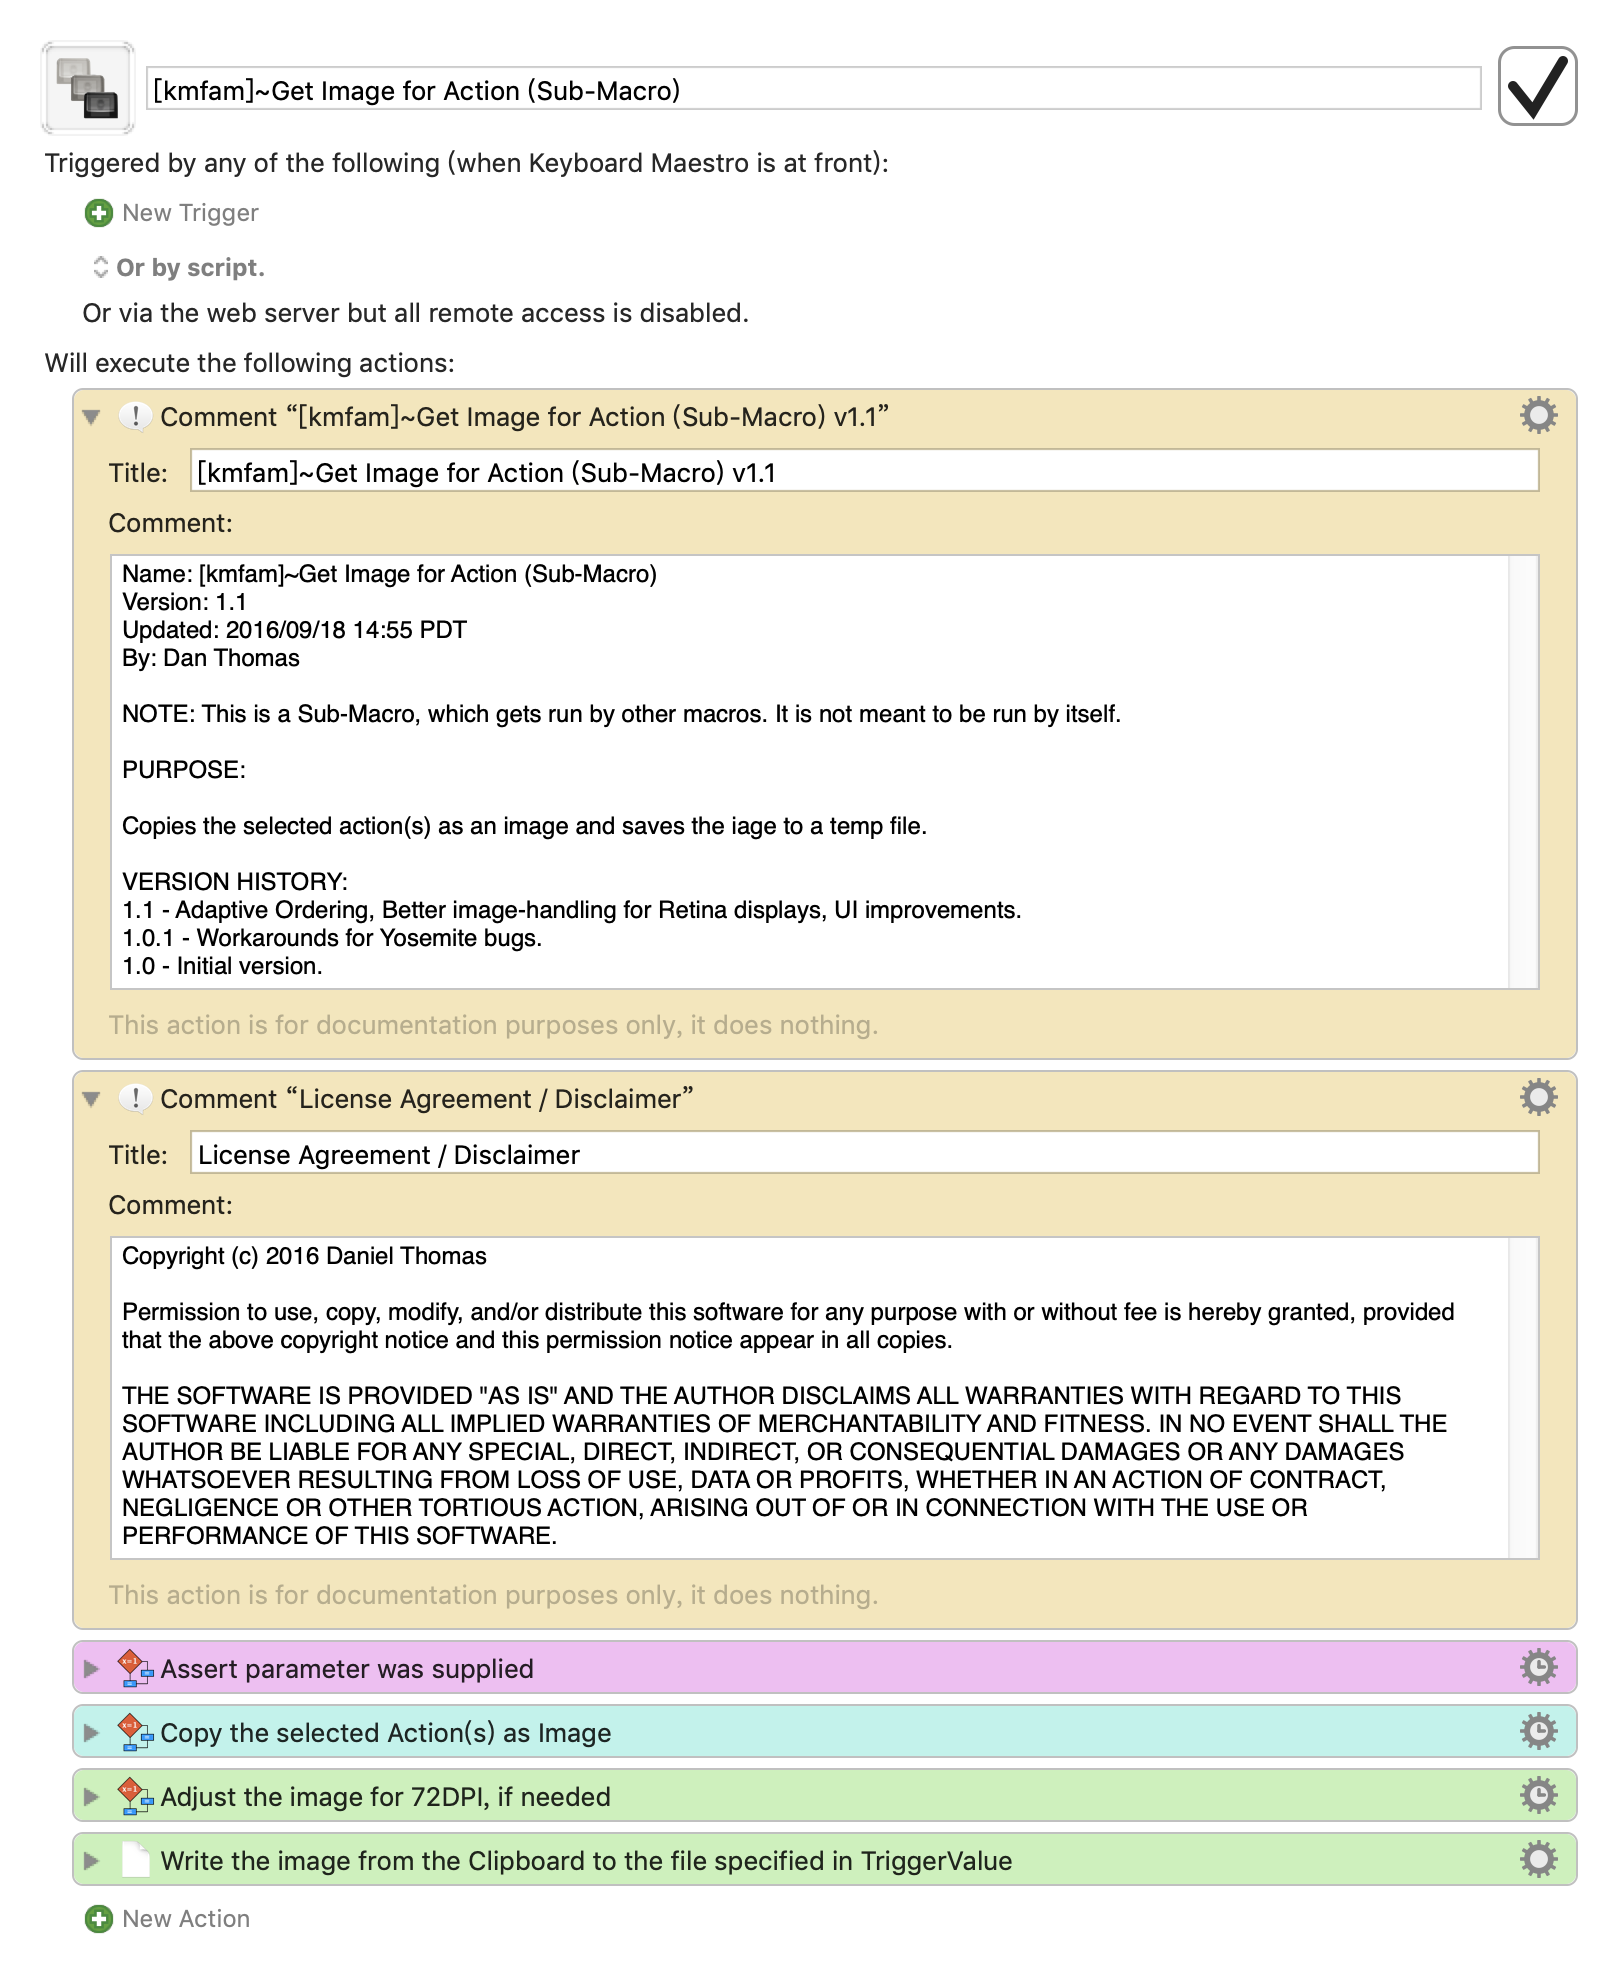 [kmfam]~Get Image for Action (Sub-Macro)
Triggered by any of the following (when Keyboard Maestro is at front):
New Trigger
Or by script.
Or via the web server but all remote access is disabled.
Will execute the following actions:
Comment “[kmfam]~Get Image for Action (Sub-Macro) v1.1”
Title: [kmfam]~Get Image for Action (Sub-Macro) v1.1
Comment:
Name: [kmfam]~Get Image for Action (Sub-Macro)
Version: 1.1
Updated: 2016/09/18 14:55 PDT
By: Dan Thomas
NOTE: This is a Sub-Macro, which gets run by other macros. It is not meant to be run by itself.
PURPOSE:
Copies the selected action(s) as an image and saves the iage to a temp file.
VERSION HISTORY:
1.1 - Adaptive Ordering, Better image-handling for Retina displays, UI improvements.
1.0.1 - Workarounds for Yosemite bugs.
1.0 - Initial version.
This action is for documentation purposes only, it does nothing.
Comment “License Agreement / Disclaimer”
Title: License Agreement / Disclaimer
Comment:
Copyright (c) 2016 Daniel Thomas
Permission to use, copy, modify, and/or distribute this software for any purpose with or without fee is hereby granted, provided
that the above copyright notice and this permission notice appear in all copies.
THE SOFTWARE IS PROVIDED "AS IS" AND THE AUTHOR DISCLAIMS ALL WARRANTIES WITH REGARD TO THIS
SOFTWARE INCLUDING ALL IMPLIED WARRANTIES OF MERCHANTABILITY AND FITNESS. IN NO EVENT SHALL THE
AUTHOR BE LIABLE FOR ANY SPECIAL, DIRECT, INDIRECT, OR CONSEQUENTIAL DAMAGES OR ANY DAMAGES
WHATSOEVER RESULTING FROM LOSS OF USE, DATA OR PROFITS, WHETHER IN AN ACTION OF CONTRACT,
NEGLIGENCE OR OTHER TORTIOUS ACTION, ARISING OUT OF OR IN CONNECTION WITH THE USE OR
PERFORMANCE OF THIS SOFTWARE.
This action is for documentation purposes only, it does nothing.
x=1 Assert parameter was supplied
x=1 Copy the selected Action(s) as Image
x=1 Adjust the image for 72DPI, if needed
Write the image from the Clipboard to the file specified in TriggerValue
New Action